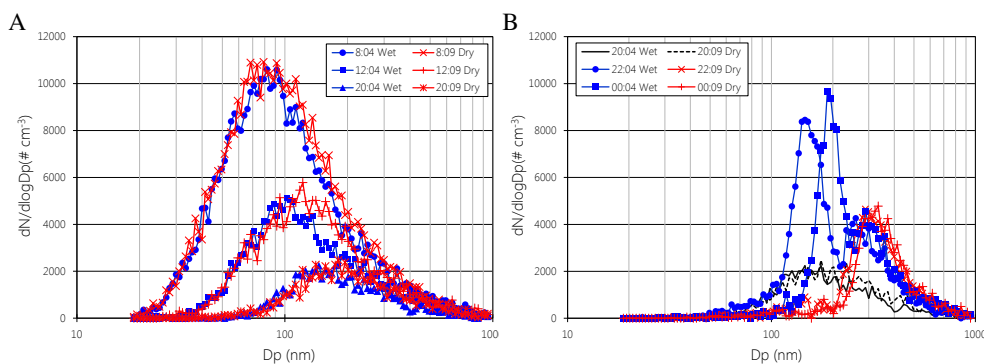 A
B
12000
10000
8000
6000
4000
2000
0
dN/dlogDp(# cm-3)
8:04 Wet 8:09 Dry
12:04 Wet 12:09 Dry
20:04 Wet 20:09 Dry
10 100 100
Dp (nm)
12000
10000
8000
6000
4000
2000
0
dN/dlogDp(# cm-3)
20:04 Wet 20:09 Dry
22:04 Wet 22:09 Dry
00:04 Wet 00:09 Dry
10 100 1000
Dp (nm)